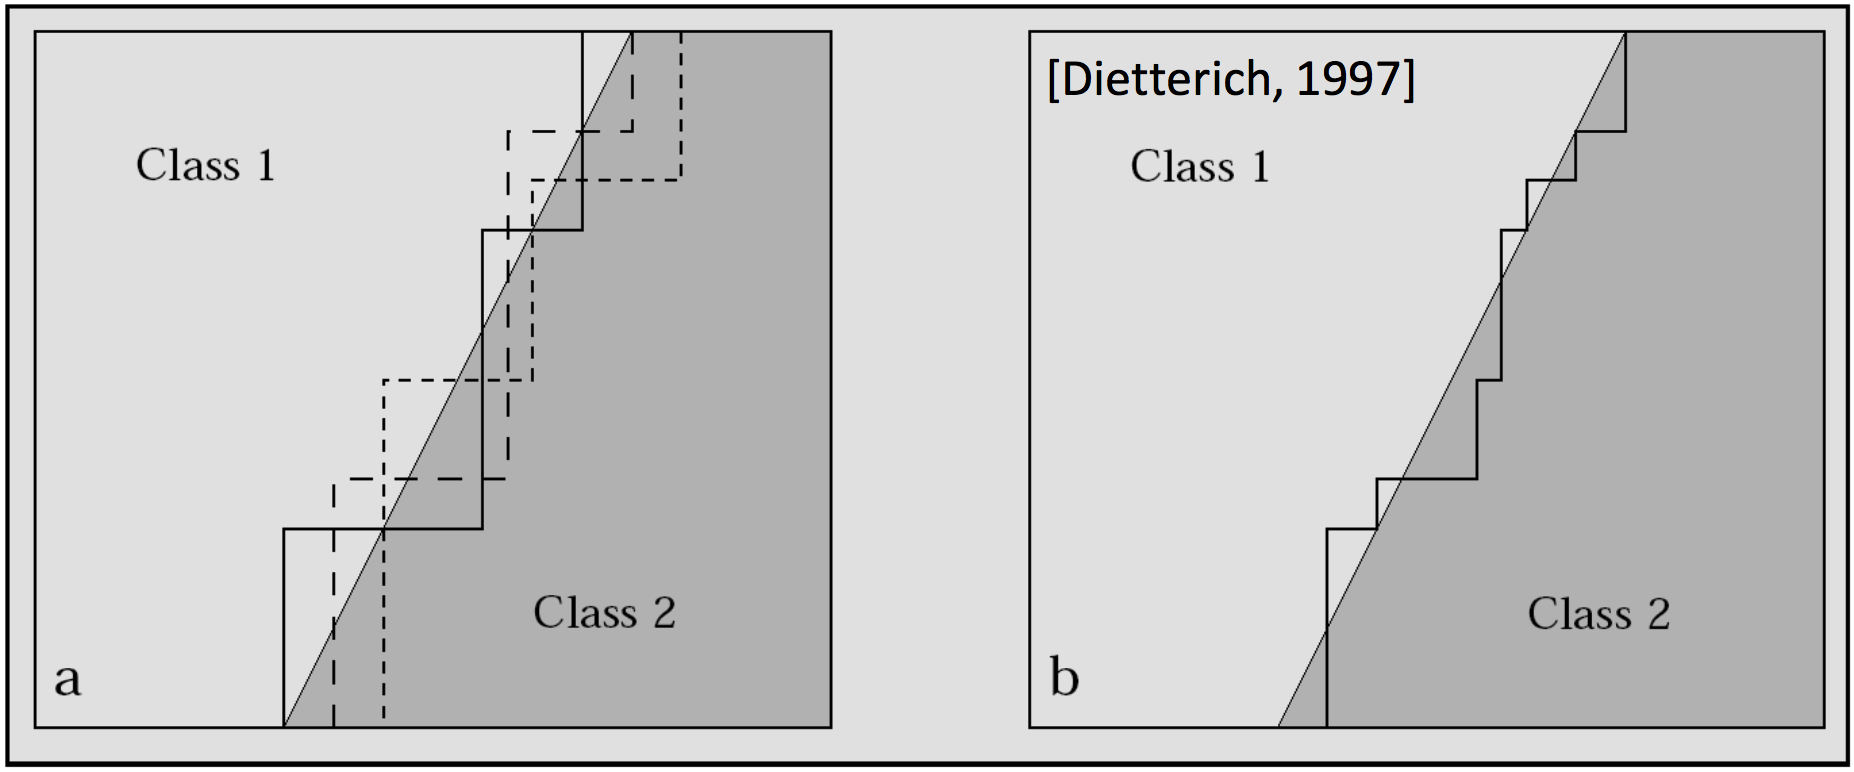 Class 1
Class 2
a
[Dietterich, 1997]
Class 1
Class 2
b